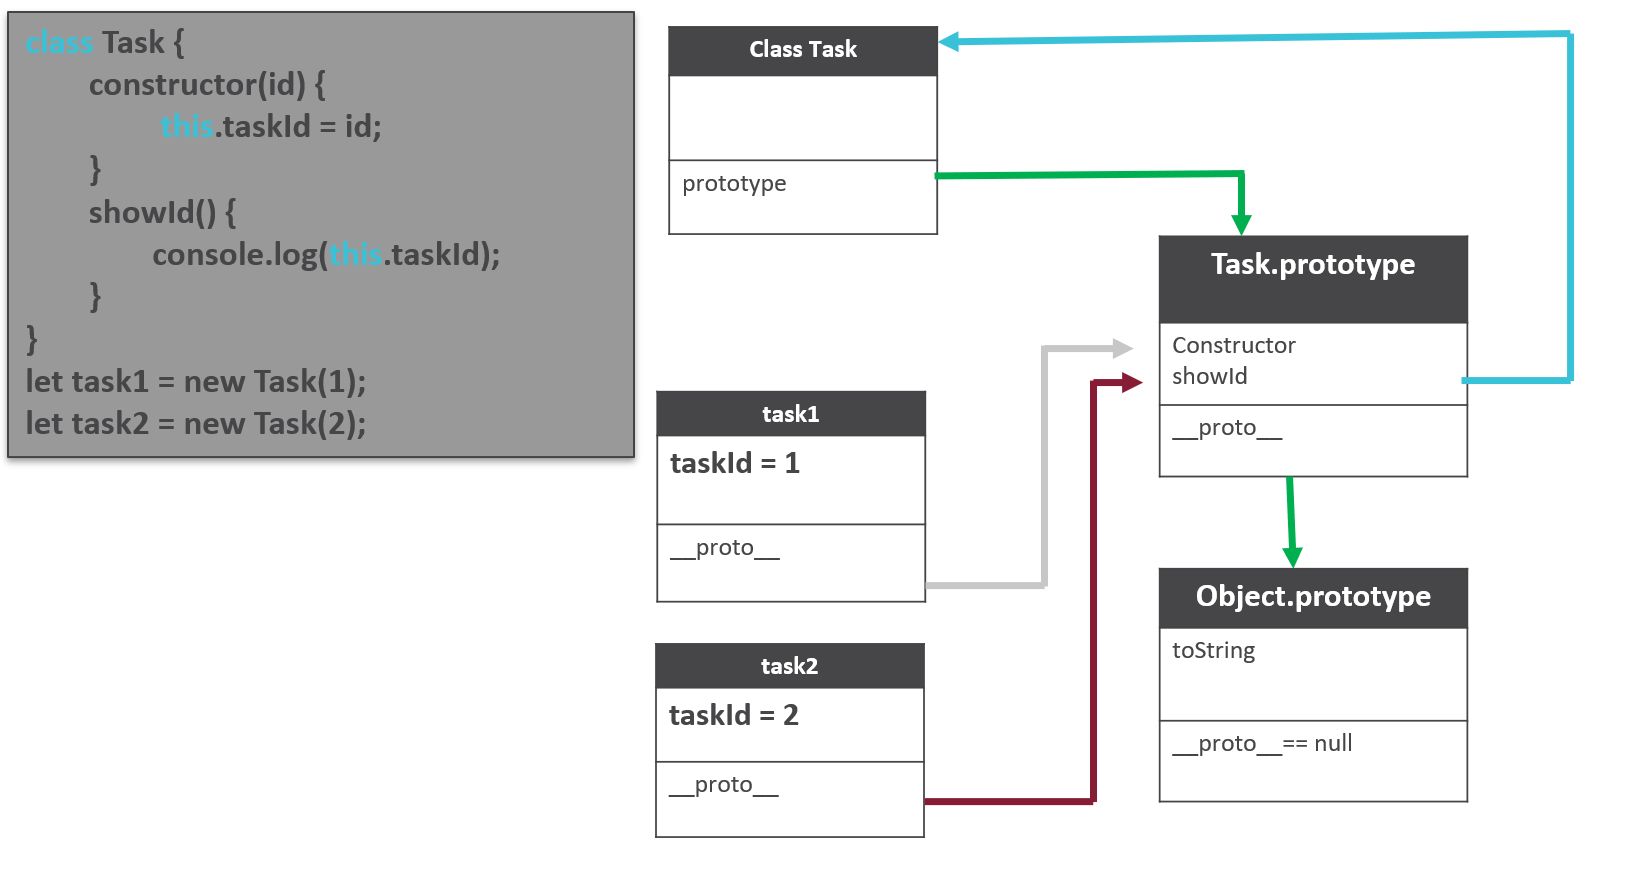 class Task {
constructor(id) {
this.taskId = id;
}
showId() {
console.log(this.taskId);
}
}
let task1 = new Task(1);
let task2 = new Task(2);
Class Task
prototype
Task.prototype
Constructor
showId
__proto__
task1
taskId = 1
__proto__
task2
taskId = 2
__proto__
Object.prototype
toString
__proto__== null